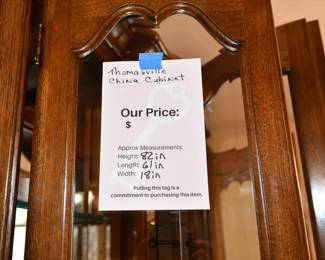 Thomasville
China Cabinet
Our Price:
$
Approx Measurements:
Height: 82in
Length: 61in
Width: 18in
Pulling this tag is a
commitment to purchasing this item.